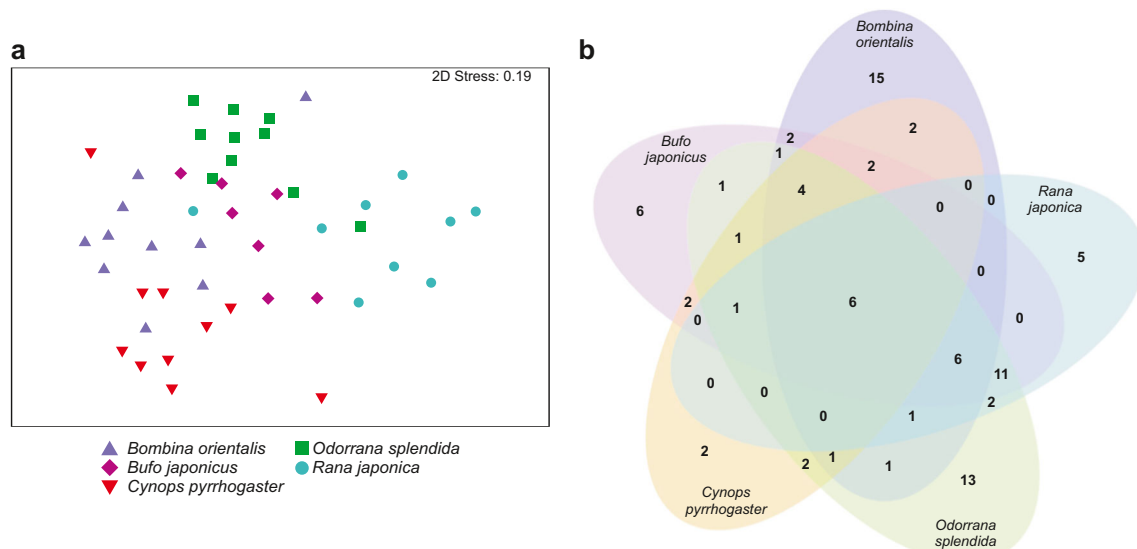 a
2D Stress: 0.19
Bombina orientalis
Odorrana splendida
Bufo japonicus
Rana japonica
Cynops pyrrhogaster
b
Bombina
orientalis
15
2
2
Bufo
japonicus
1
2
1
4
0
0
Rana
japonica
6
0
1
5
0
2
1
6
0
0
6
11
0
0
2
0
1
2
2
1
1
13
Cynops
pyrrhogaster
Odorrana
splendida